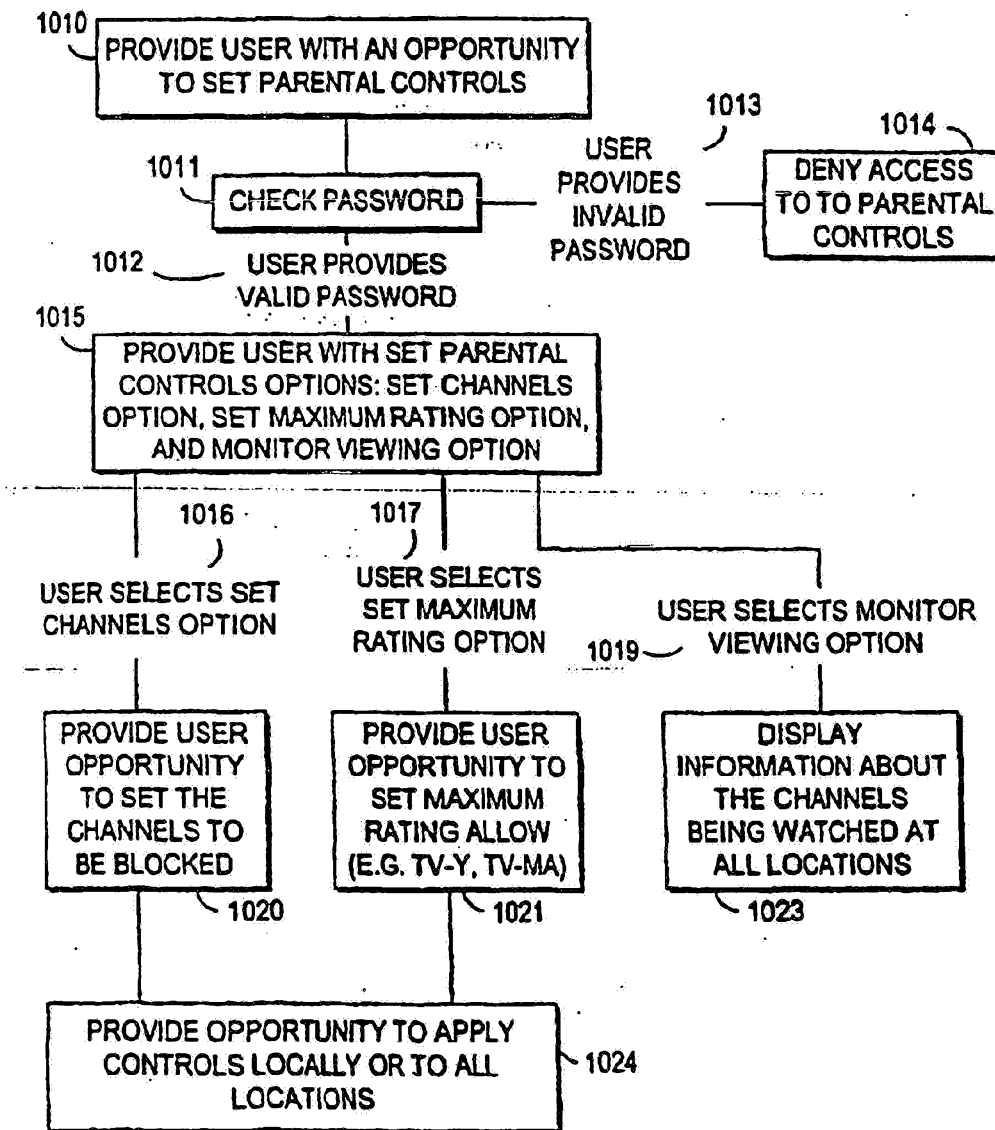 1010
PROVIDE USER WITH AN OPPORTUNITY
TO SET PARENTAL CONTROLS
1011
CHECK PASSWORD
1013
USER
PROVIDES
INVALID
PASSWORD
1014
DENY ACCESS
TO TO PARENTAL
CONTROLS
1012
USER PROVIDES
VALID PASSWORD
1015
PROVIDE USER WITH SET PARENTAL
CONTROLS OPTIONS: SET CHANNELS
OPTION, SET MAXIMUM RATING OPTION,
AND MONITOR VIEWING OPTION
1016
USER SELECTS SET
CHANNELS OPTION
1017
USER SELECTS
SET MAXIMUM
RATING OPTION
USER SELECTS MONITOR
VIEWING OPTION
1019
PROVIDE USER
OPPORTUNITY
TO SET THE
CHANNELS TO
BE BLOCKED
1020
PROVIDE USER
OPPORTUNITY TO
SET MAXIMUM
RATING ALLOW
(E.G. TV-Y, TV-MA)
1021
DISPLAY
INFORMATION ABOUT
THE CHANNELS
BEING WATCHED AT
ALL LOCATIONS
1023
PROVIDE OPPORTUNITY TO APPLY
CONTROLS LOCALLY OR TO ALL
LOCATIONS
1024